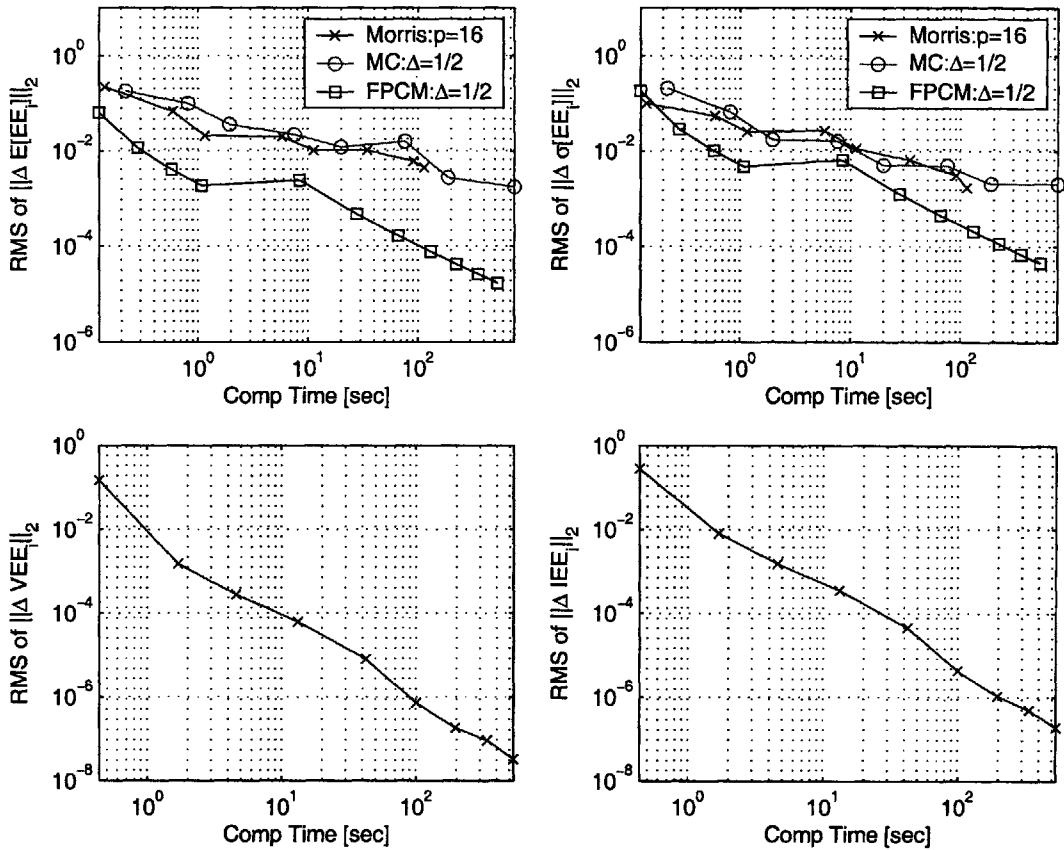 RMS of ||Δ E[EE_i]||_2
10^0
10^-2
10^-4
10^-6
Morris:p=16
MC:Δ=1/2
FPCM:Δ=1/2
10^0 10^1 10^2
Comp Time [sec]
RMS of ||Δ σ[EE_i]||_2
10^0
10^-2
10^-4
10^-6
Morris:p=16
MC:Δ=1/2
FPCM:Δ=1/2
10^0 10^1 10^2
Comp Time [sec]
RMS of ||Δ VEE_i||_2
10^0
10^-2
10^-4
10^-6
10^-8
10^0 10^1 10^2
Comp Time [sec]
RMS of ||Δ IEE_i||_2
10^0
10^-2
10^-4
10^-6
10^-8
10^0 10^1 10^2
Comp Time [sec]